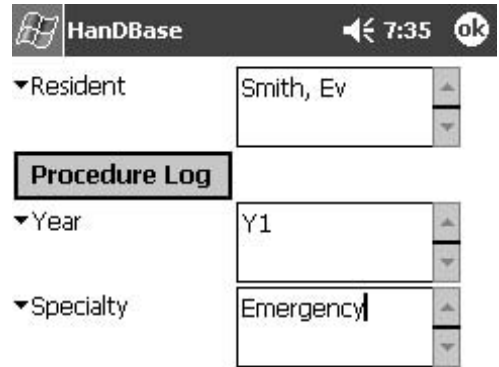 HanDBase 7:35 ok
Resident Smith, Ev
Procedure Log
Year Y1
Specialty Emergency